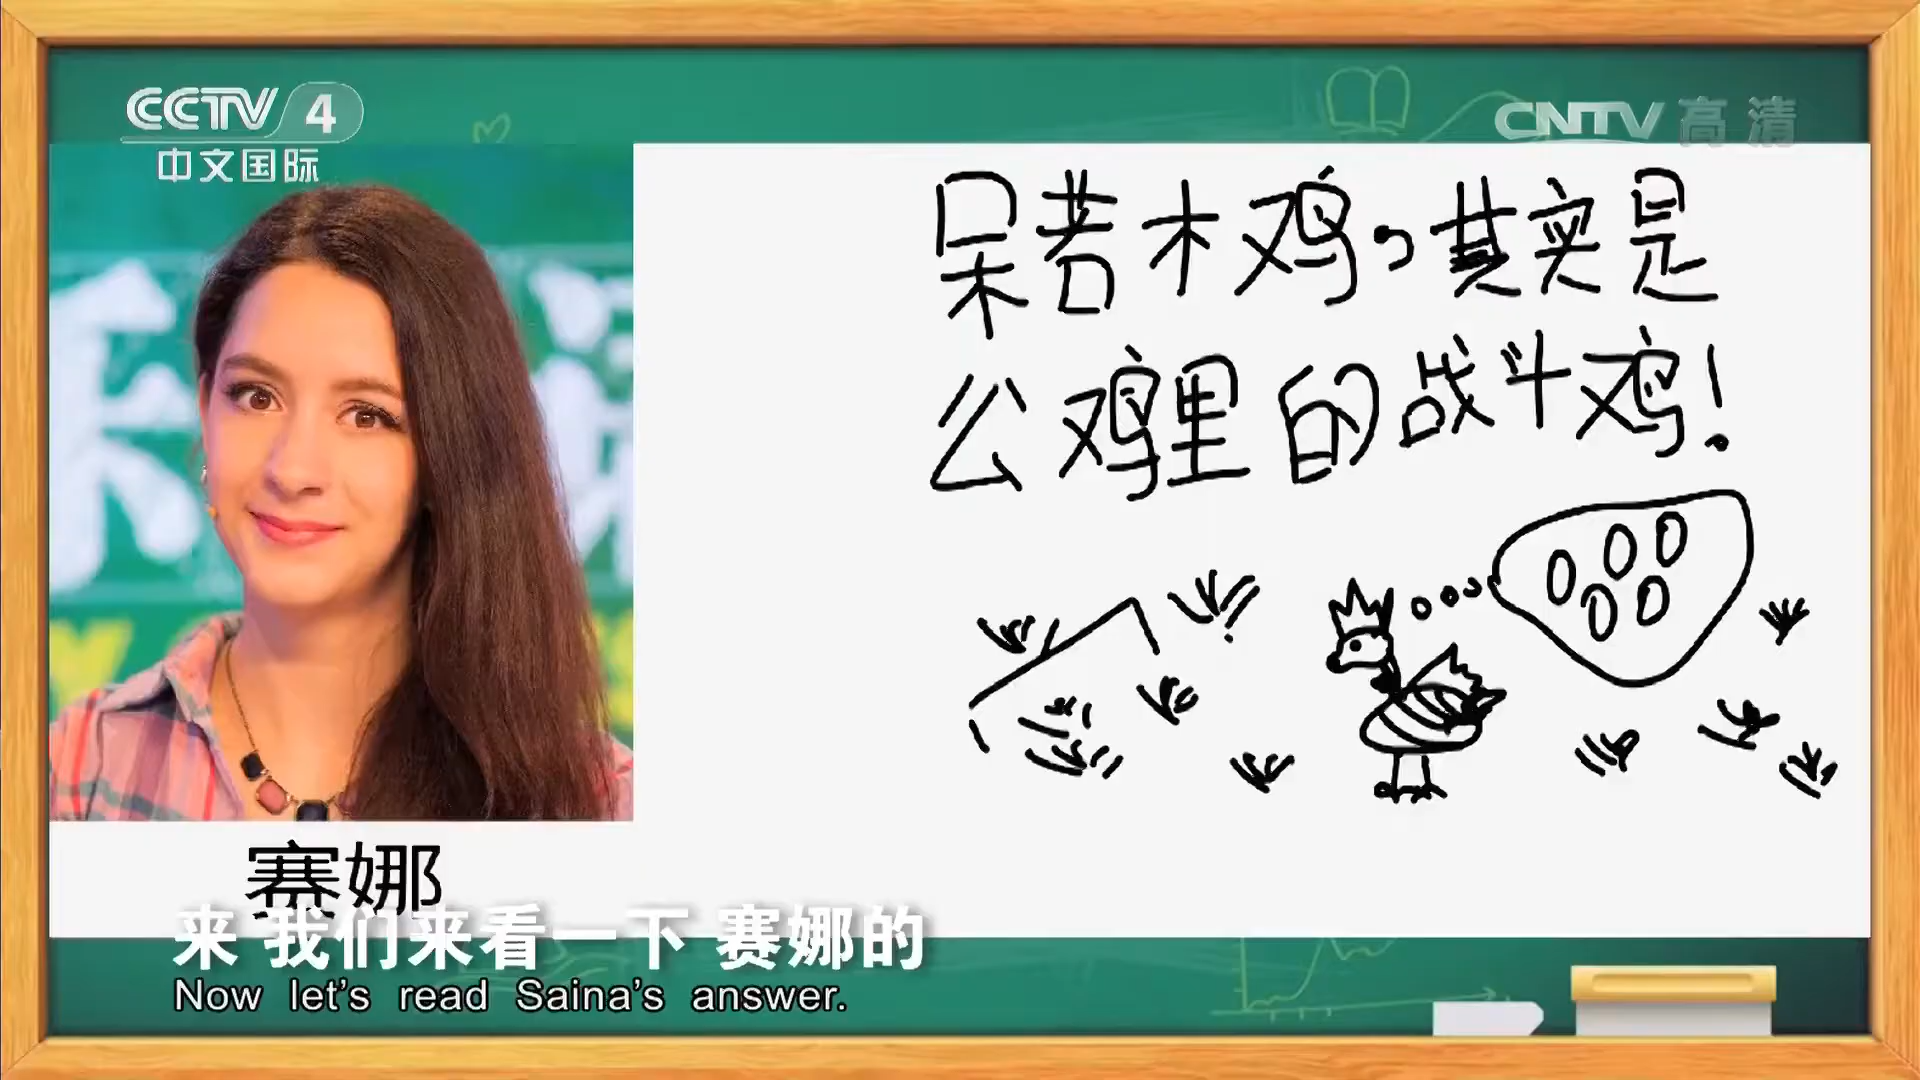 CCTV 4
中文国际
CNTV 高清
呆若木鸡,其实是
公鸡里的战斗鸡!
赛娜
来 我们来看一下 赛娜的
Now let's read Saina's answer.